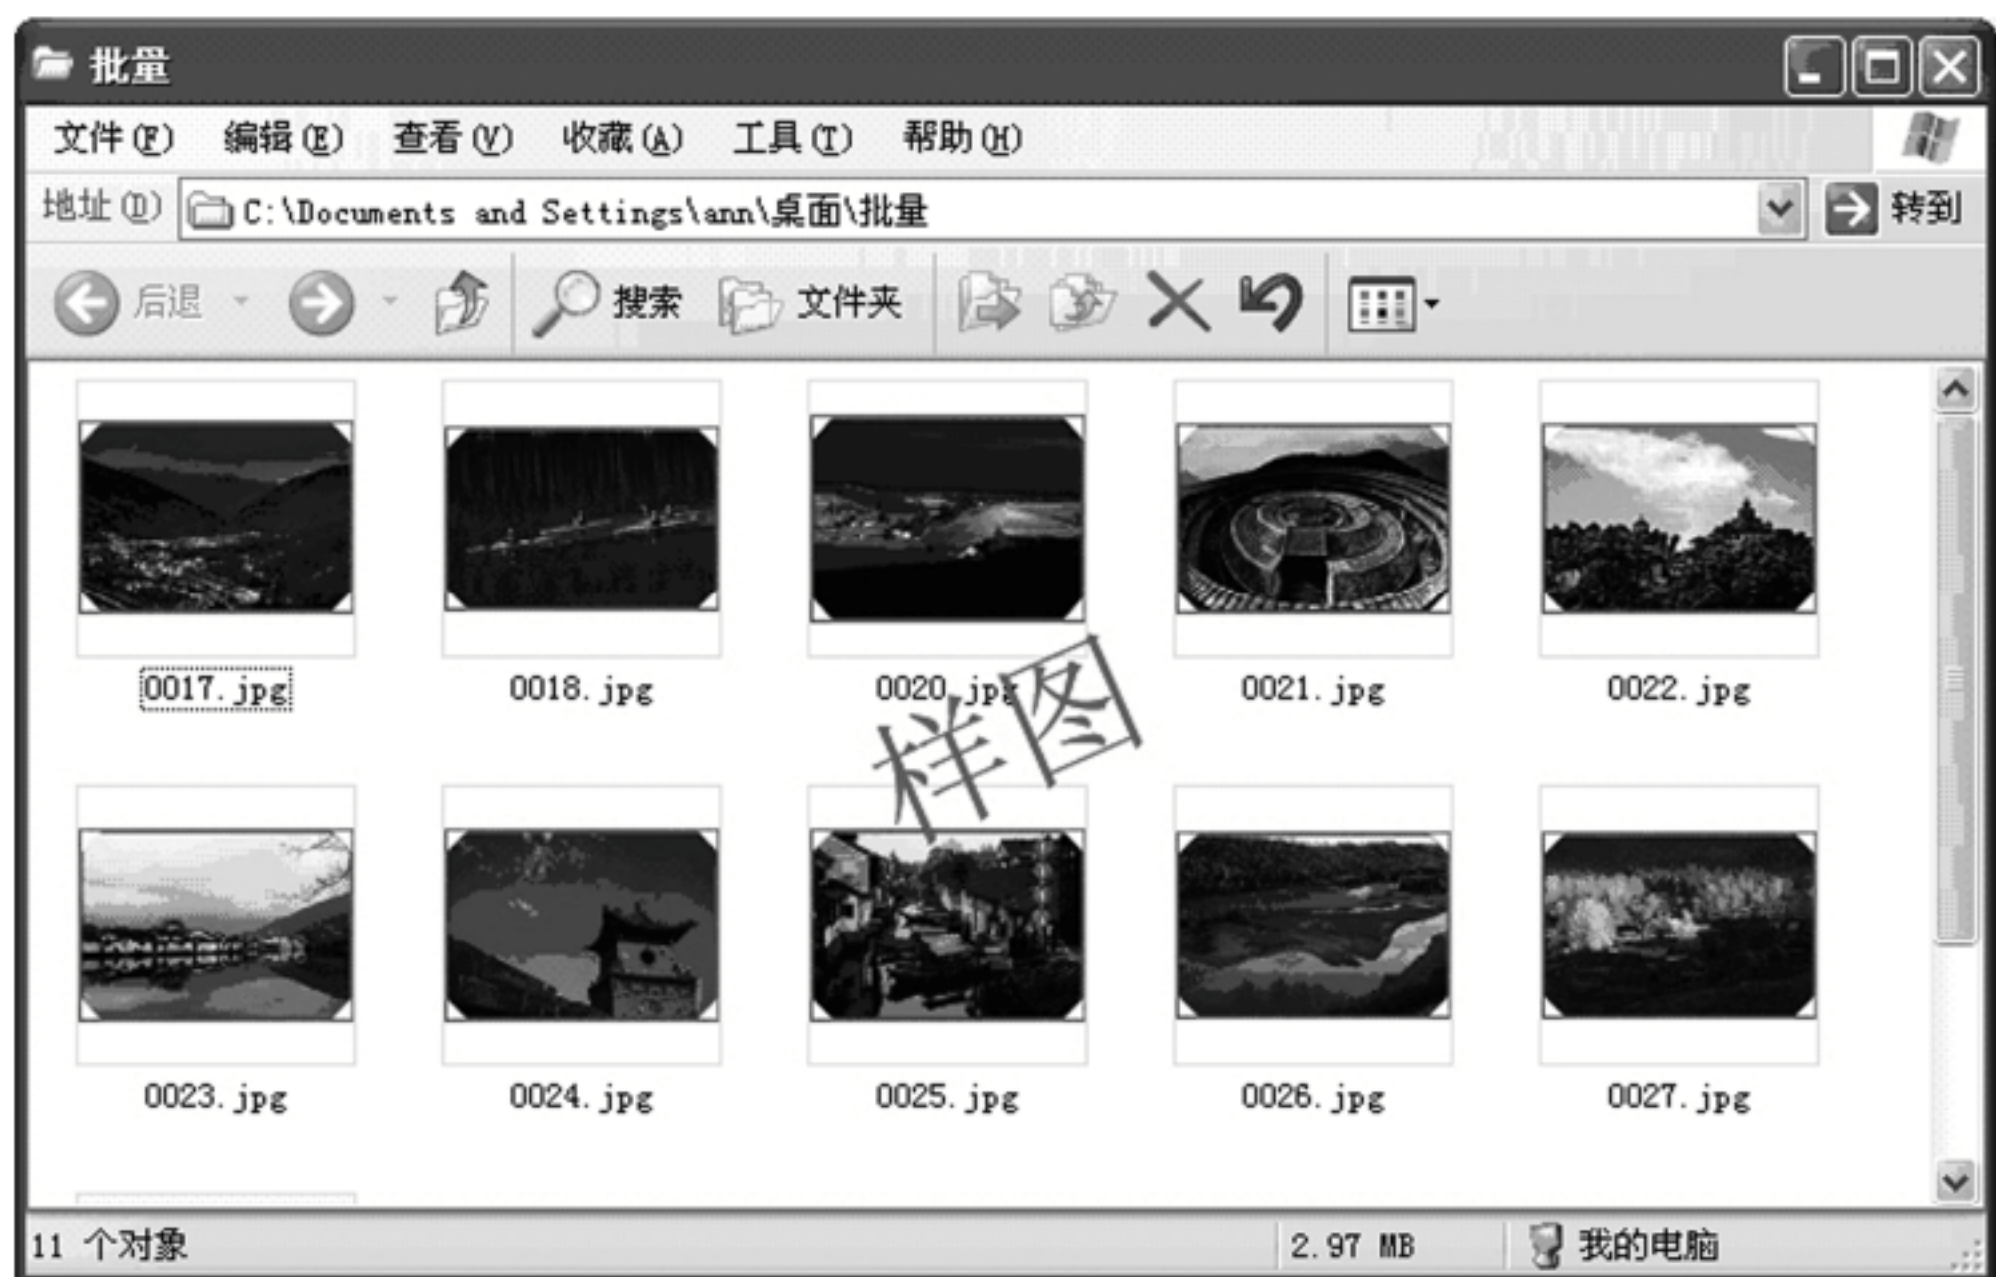 批量
文件(F) 编辑(E) 查看(V) 收藏(A) 工具(T) 帮助(H)
地址(D) C:\Documents and Settings\ann\桌面\批量 转到
后退 搜索 文件夹
0017.jpg 0018.jpg 0020.jpg 0021.jpg 0022.jpg
样图
0023.jpg 0024.jpg 0025.jpg 0026.jpg 0027.jpg
11 个对象 2.97 MB 我的电脑